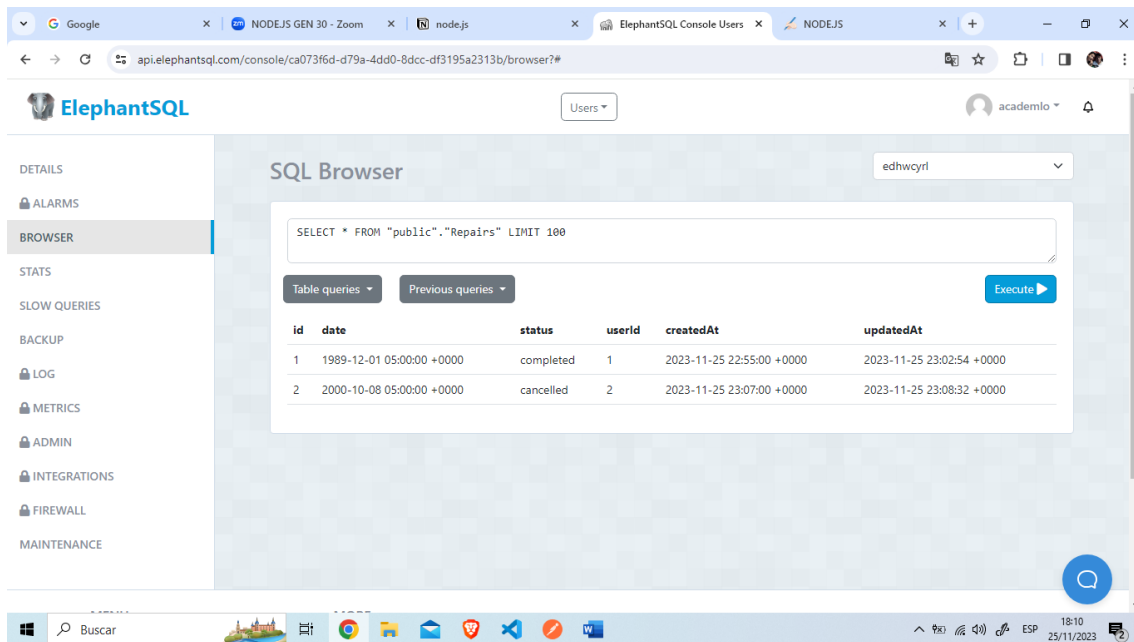 Google
zm NODEJS GEN 30 - Zoom
node.js
ElephantSQL Console Users
NODE.JS
api.elephantsql.com/console/ca073f6d-d79a-4dd0-8dcc-df3195a2313b/browser?#
ElephantSQL
Users
academlo
DETAILS
ALARMS
BROWSER
STATS
SLOW QUERIES
BACKUP
LOG
METRICS
ADMIN
INTEGRATIONS
FIREWALL
MAINTENANCE
SQL Browser
edhwcyrl
SELECT * FROM "public"."Repairs" LIMIT 100
Table queries
Previous queries
Execute
id date status userId createdAt updatedAt
1 1989-12-01 05:00:00 +0000 completed 1 2023-11-25 22:55:00 +0000 2023-11-25 23:02:54 +0000
2 2000-10-08 05:00:00 +0000 cancelled 2 2023-11-25 23:07:00 +0000 2023-11-25 23:08:32 +0000
Buscar
ESP
18:10
25/11/2023
2